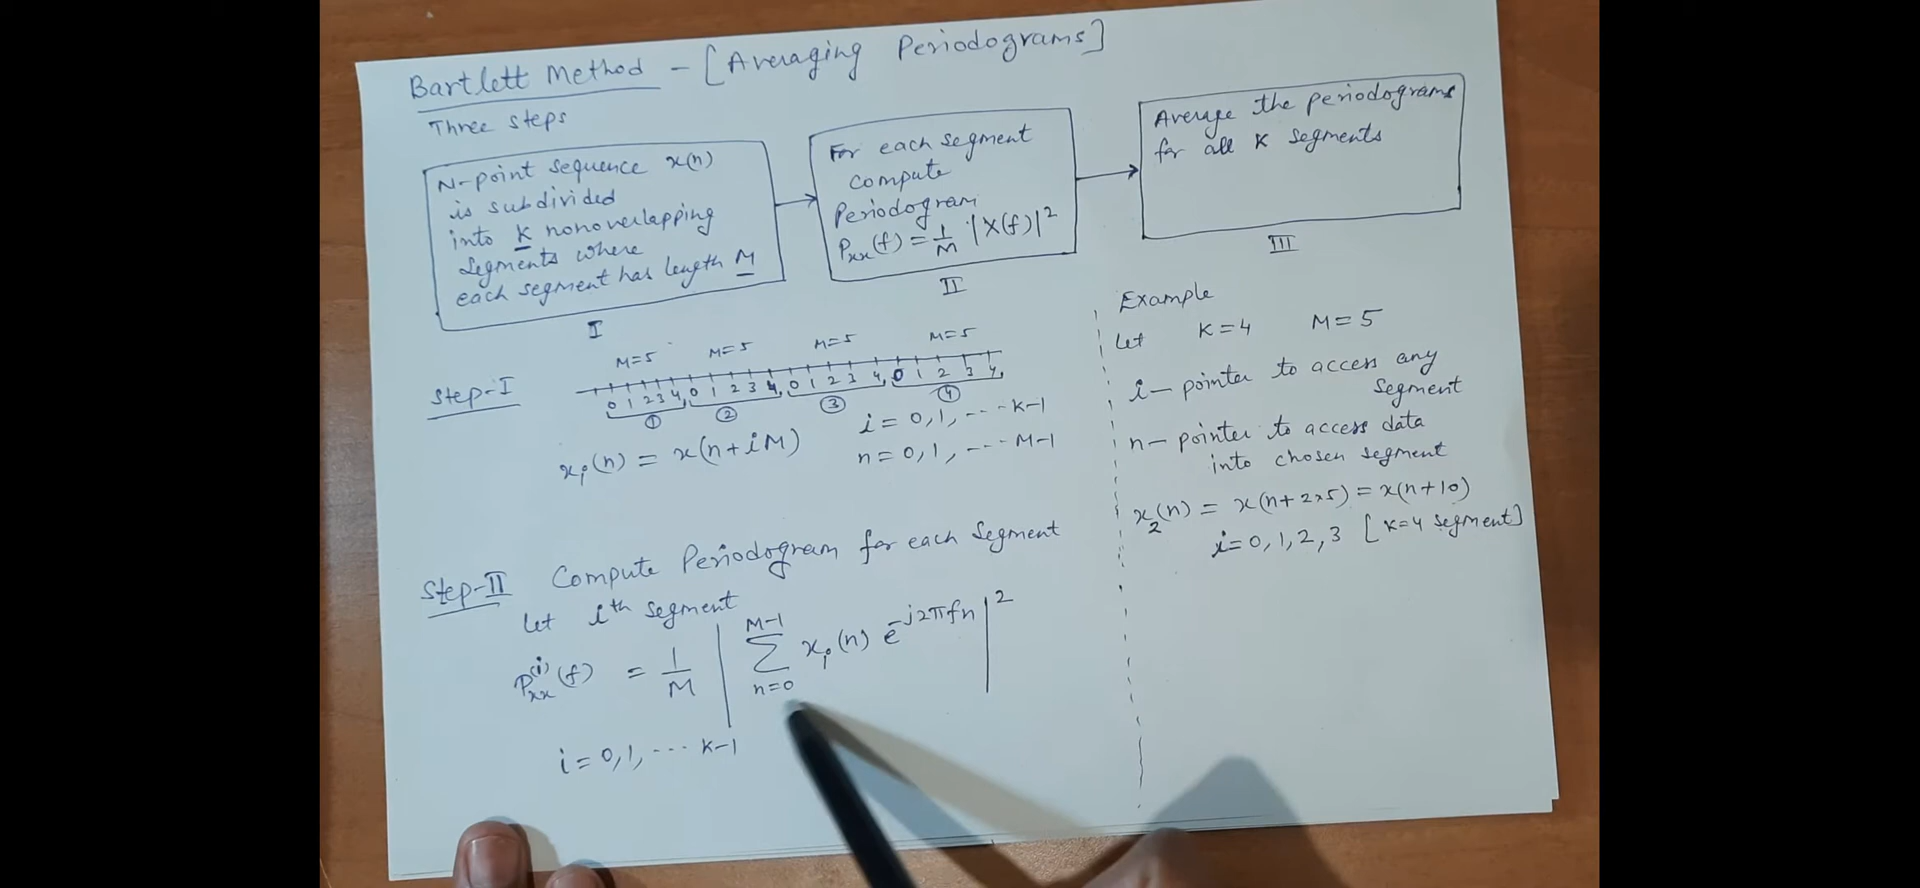 Bartlett Method - [Averaging Periodograms]
Three steps
N-point sequence x(n)
is subdivided
into K nonoverlapping
segments where
each segment has length M
I
For each segment
compute
Periodogram
Pxx(f) = 1/M |X(f)|²
II
Average the periodograms
for all K segments
III
Step-I
M=5 M=5 M=5 M=5
0 1 2 3 4, 0 1 2 3 4, 0 1 2 3 4, 0 1 2 3 4,
① ② ③ ④
xᵢ(n) = x(n+iM)
i = 0,1, ---- K-1
n = 0,1, ---- M-1
Step-II Compute Periodogram for each Segment
Let iᵗʰ segment
Pxx⁽ⁱ⁾(f) = 1/M | Σ_{n=0}^{M-1} xᵢ(n) e^{-j2πfn} |²
i = 0,1, ---- K-1
Example
Let K=4 M=5
i - pointer to access any
segment
n - pointer to access data
into chosen segment
x₂(n) = x(n+2×5) = x(n+10)
i=0,1,2,3 [K=4 segment]